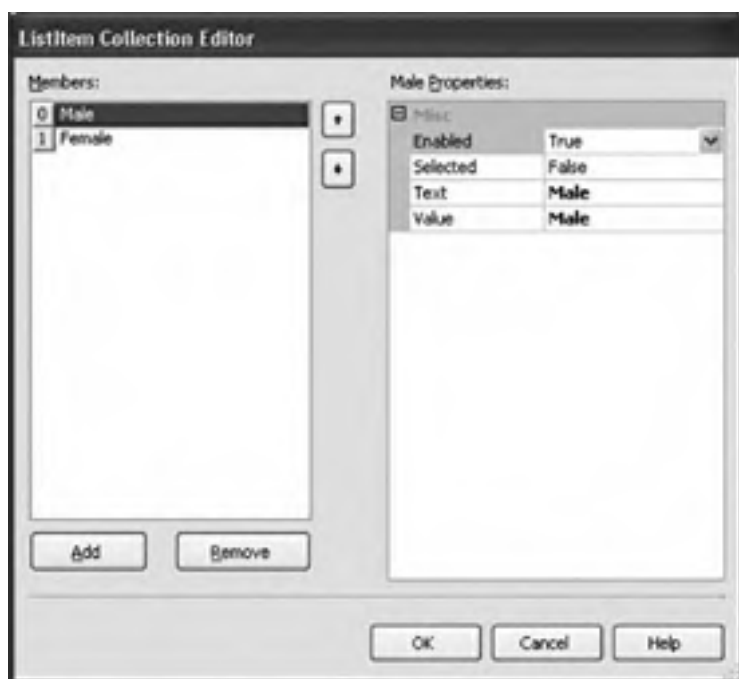 ListItem Collection Editor
Members:
0 Male
1 Female
Add
Remove
Male Properties:
Misc
Enabled True
Selected False
Text Male
Value Male
OK
Cancel
Help